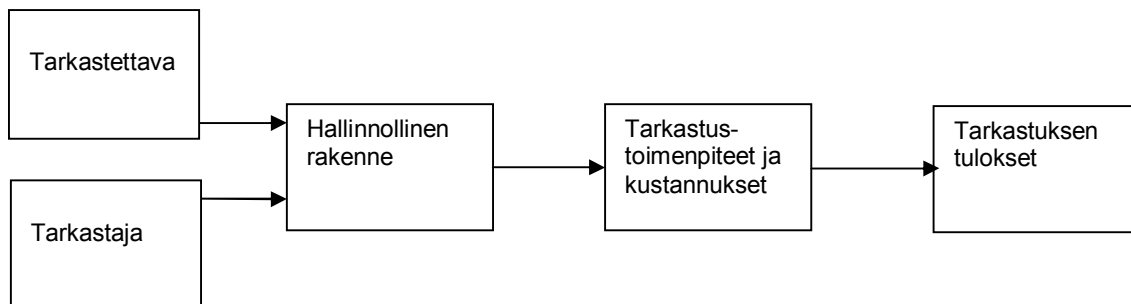 Tarkastettava
Tarkastaja
Hallinnollinen
rakenne
Tarkastus-
toimenpiteet ja
kustannukset
Tarkastuksen
tulokset